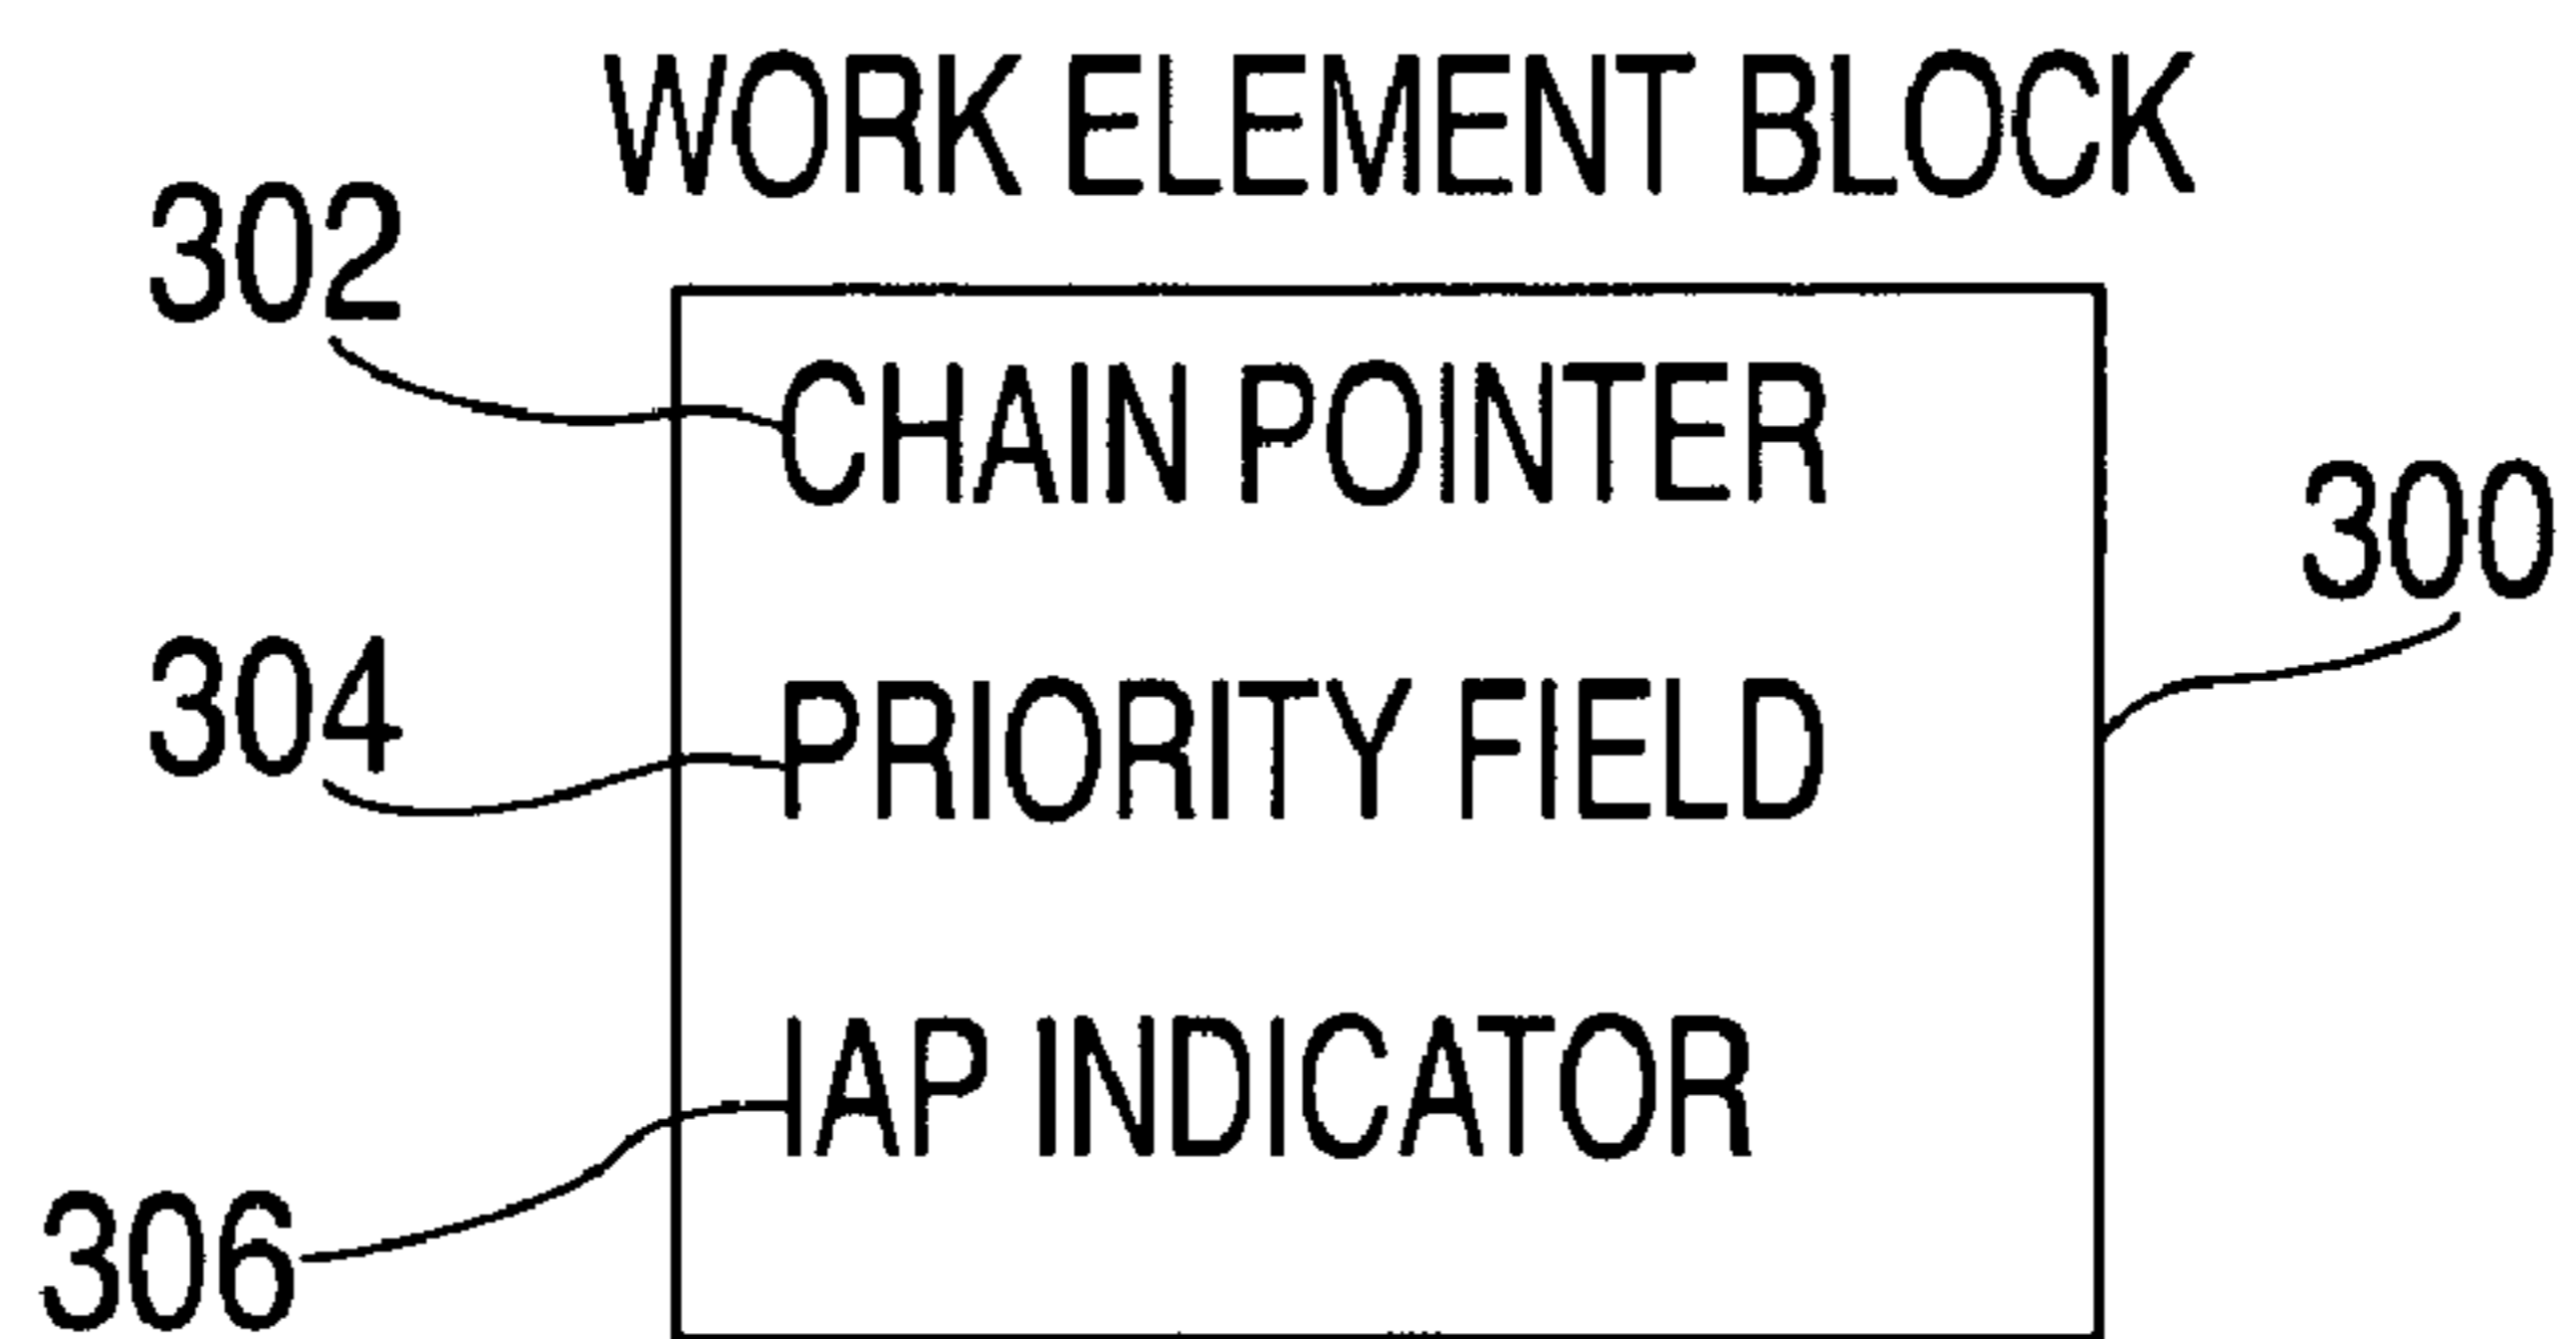 WORK ELEMENT BLOCK
302
CHAIN POINTER
300
304
PRIORITY FIELD
IAP INDICATOR
306